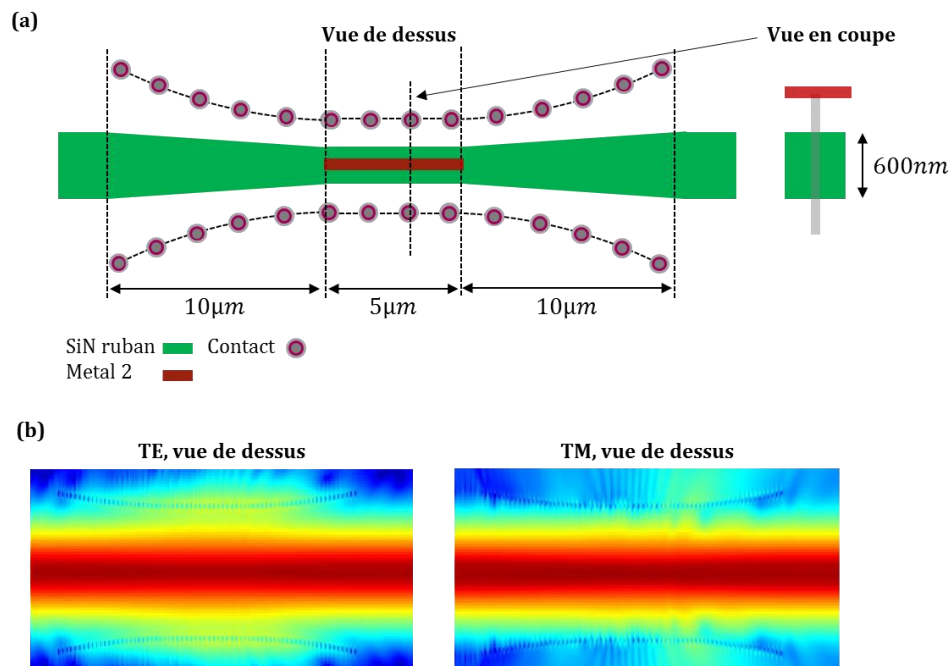 (a)
Vue de dessus
Vue en coupe
600nm
10μm
5μm
10μm
SiN ruban
Contact
Metal 2
(b)
TE, vue de dessus
TM, vue de dessus